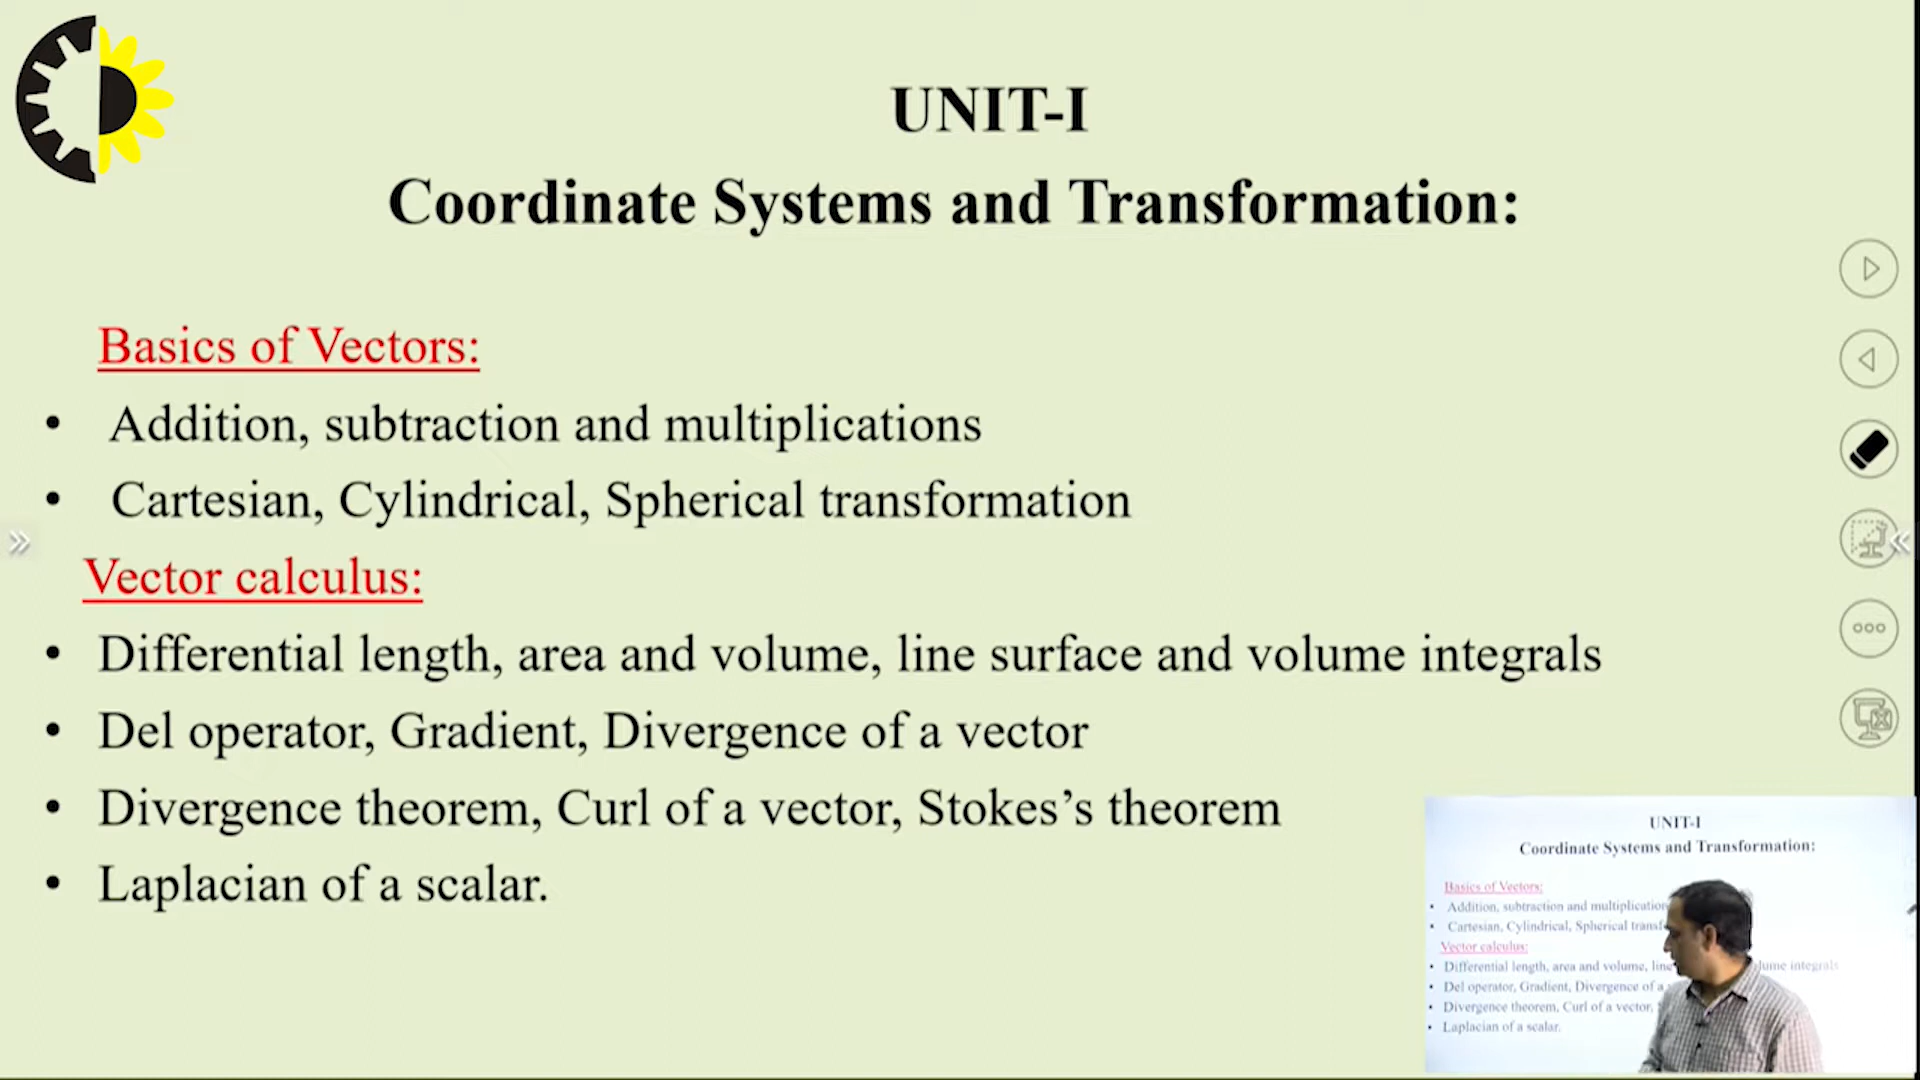 UNIT-I
Coordinate Systems and Transformation:
Basics of Vectors:
• Addition, subtraction and multiplications
• Cartesian, Cylindrical, Spherical transformation
Vector calculus:
• Differential length, area and volume, line surface and volume integrals
• Del operator, Gradient, Divergence of a vector
• Divergence theorem, Curl of a vector, Stokes’s theorem
• Laplacian of a scalar.
UNIT-I
Coordinate Systems and Transformation:
Basics of Vectors:
• Addition, subtraction and multiplication
• Cartesian, Cylindrical, Spherical
Vector calculus:
• Differential length, area and volume, line integrals
• Del operator, Gradient, Divergence of a
• Divergence theorem, Curl of a vector,
• Laplacian of a scalar.